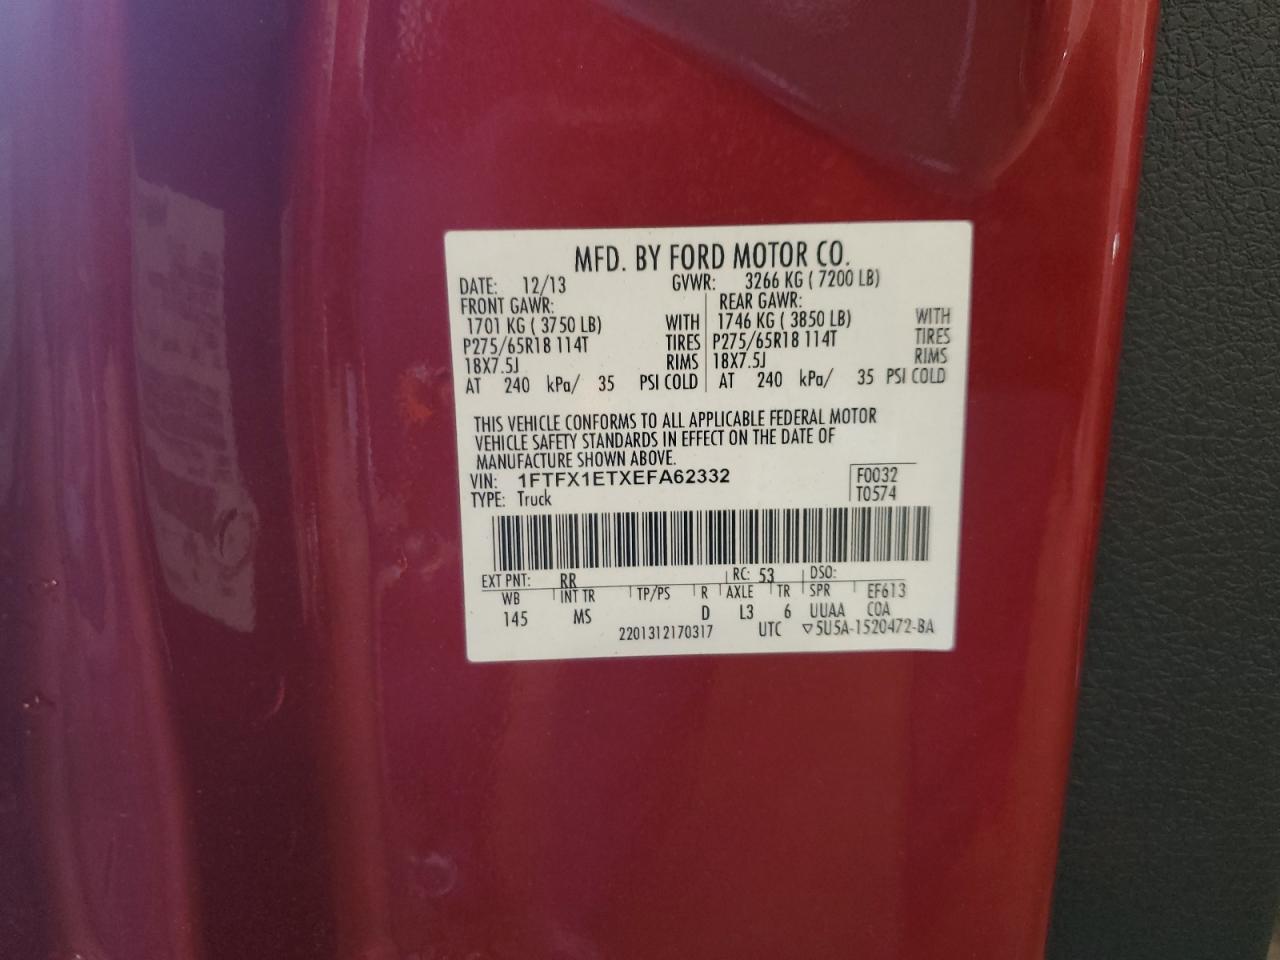 MFD. BY FORD MOTOR CO.
DATE: 12/13 GVWR: 3266 KG ( 7200 LB)
FRONT GAWR: REAR GAWR:
1701 KG ( 3750 LB) WITH 1746 KG ( 3850 LB) WITH
P275/65R18 114T TIRES P275/65R18 114T TIRES
18X7.5J RIMS 18X7.5J RIMS
AT 240 kPa/ 35 PSI COLD AT 240 kPa/ 35 PSI COLD
THIS VEHICLE CONFORMS TO ALL APPLICABLE FEDERAL MOTOR
VEHICLE SAFETY STANDARDS IN EFFECT ON THE DATE OF
MANUFACTURE SHOWN ABOVE.
VIN: 1FTFX1ETXEFA62332 F0032
TYPE: Truck T0574
EXT PNT: RR RC: 53 DSO:
WB INT TR TP/PS R AXLE TR SPR EF613
145 MS D L3 6 UUAA COA
2201312170317 UTC ▽5U5A-1520472-BA